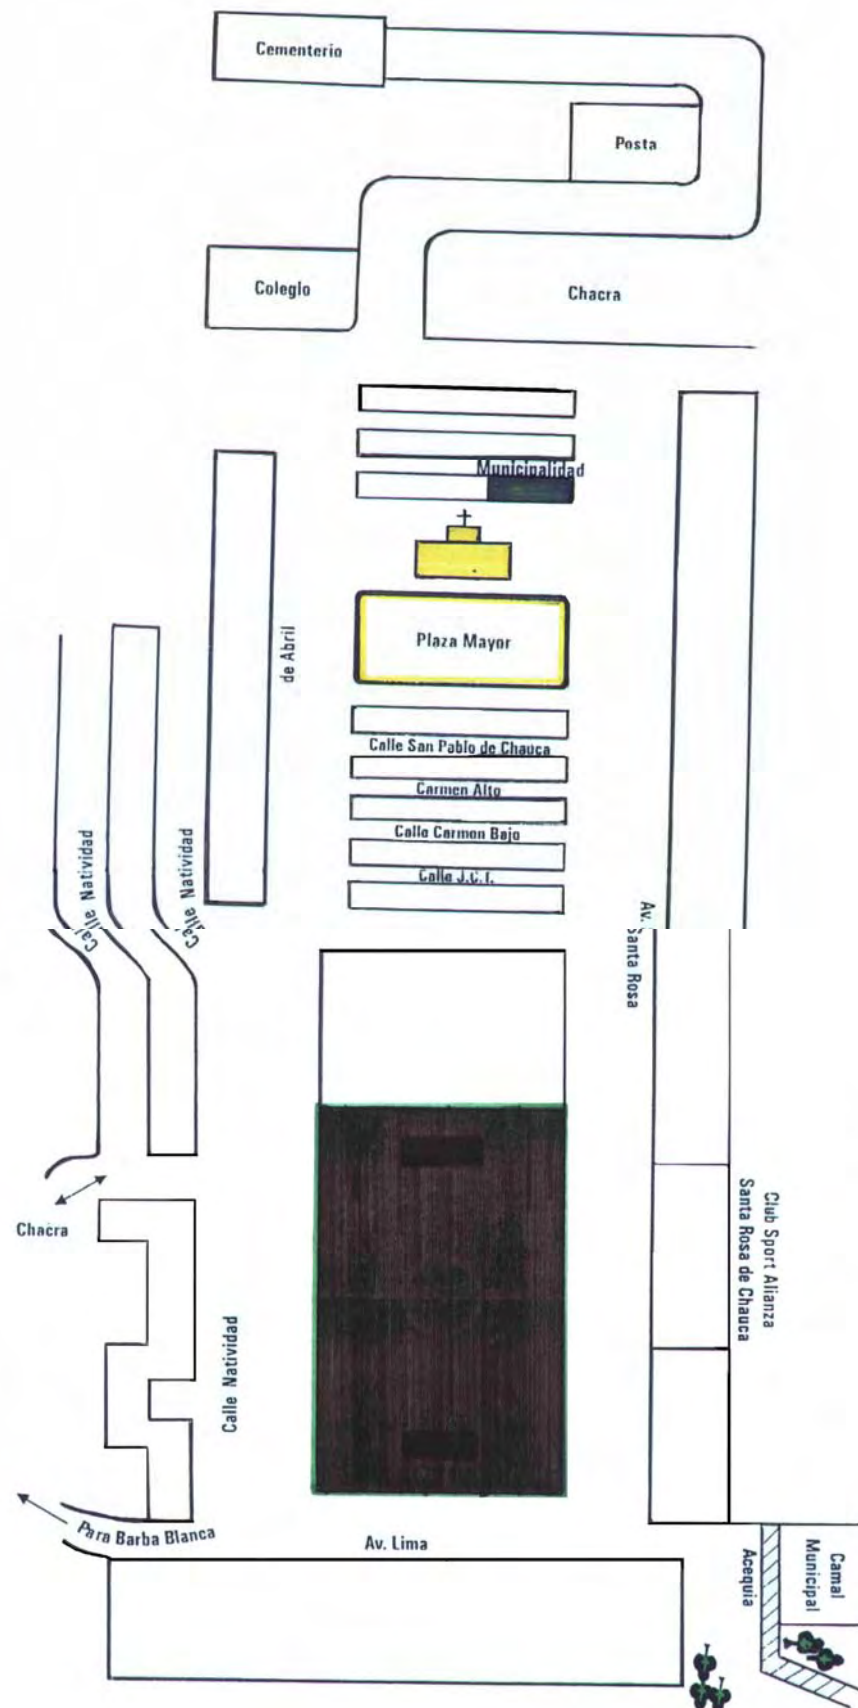 Cementerio
Posta
Coleglo
Chacra
Municipalidad
Plaza Mayor
de Abril
Calle San Pablo de Chauca
Carmen Alto
Calle Carmen Bajo
Calle J.C.T.
Calle Natividad
Calle Natividad
Av. Santa Rosa
Chacra
Calle Natividad
Club Sport Alianza
Santa Rosa de Chauca
Para Barba Blanca
Av. Lima
Acequia
Camal
Municipal